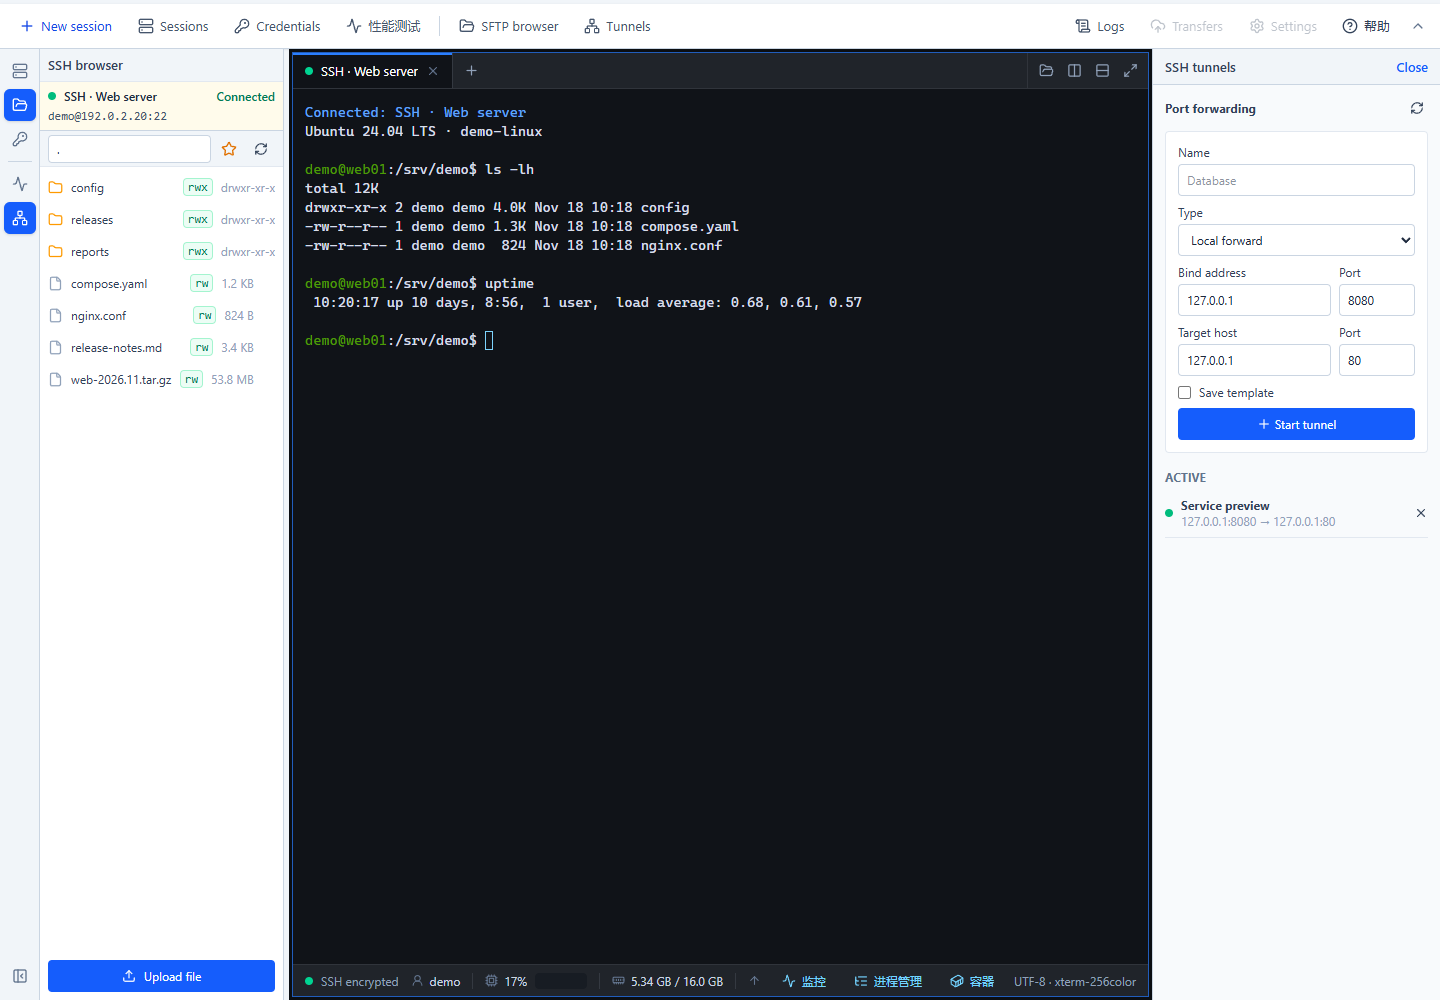 New session Sessions Credentials 性能测试 SFTP browser Tunnels Logs Transfers Settings 帮助
SSH browser
SSH · Web server Connected
demo@192.0.2.20:22
.
config rwx drwxr-xr-x
releases rwx drwxr-xr-x
reports rwx drwxr-xr-x
compose.yaml rw 1.2 KB
nginx.conf rw 824 B
release-notes.md rw 3.4 KB
web-2026.11.tar.gz rw 53.8 MB
Upload file
SSH · Web server
Connected: SSH · Web server
Ubuntu 24.04 LTS · demo-linux
demo@web01:/srv/demo$ ls -lh
total 12K
drwxr-xr-x 2 demo demo 4.0K Nov 18 10:18 config
-rw-r--r-- 1 demo demo 1.3K Nov 18 10:18 compose.yaml
-rw-r--r-- 1 demo demo  824 Nov 18 10:18 nginx.conf
demo@web01:/srv/demo$ uptime
10:20:17 up 10 days, 8:56,  1 user,  load average: 0.68, 0.61, 0.57
demo@web01:/srv/demo$
SSH encrypted demo 17% 5.34 GB / 16.0 GB 监控 进程管理 容器 UTF-8 · xterm-256color
SSH tunnels Close
Port forwarding
Name
Database
Type
Local forward
Bind address Port
127.0.0.1 8080
Target host Port
127.0.0.1 80
Save template
Start tunnel
ACTIVE
Service preview
127.0.0.1:8080 → 127.0.0.1:80